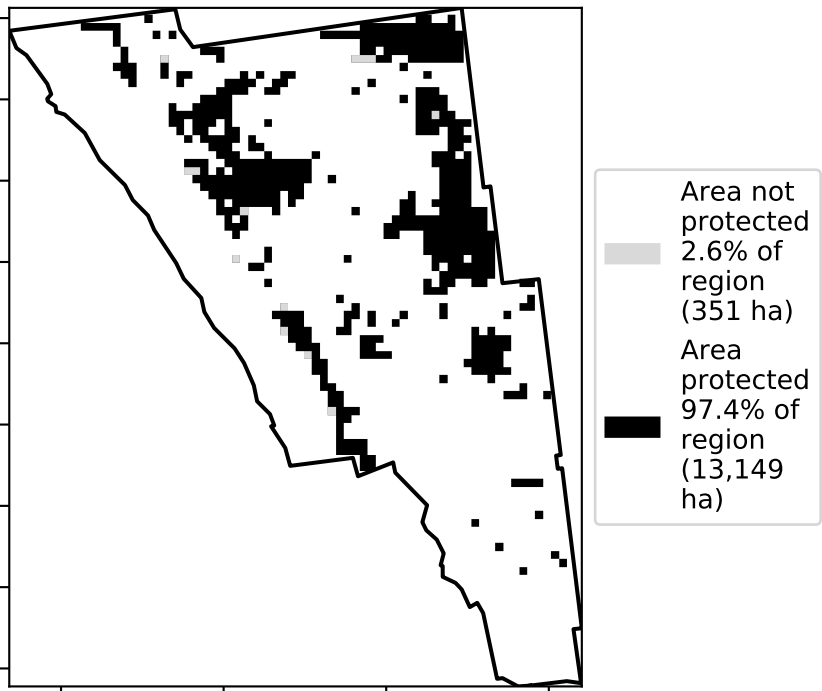 Area not
protected
2.6% of
region
(351 ha)
Area
protected
97.4% of
region
(13,149
ha)